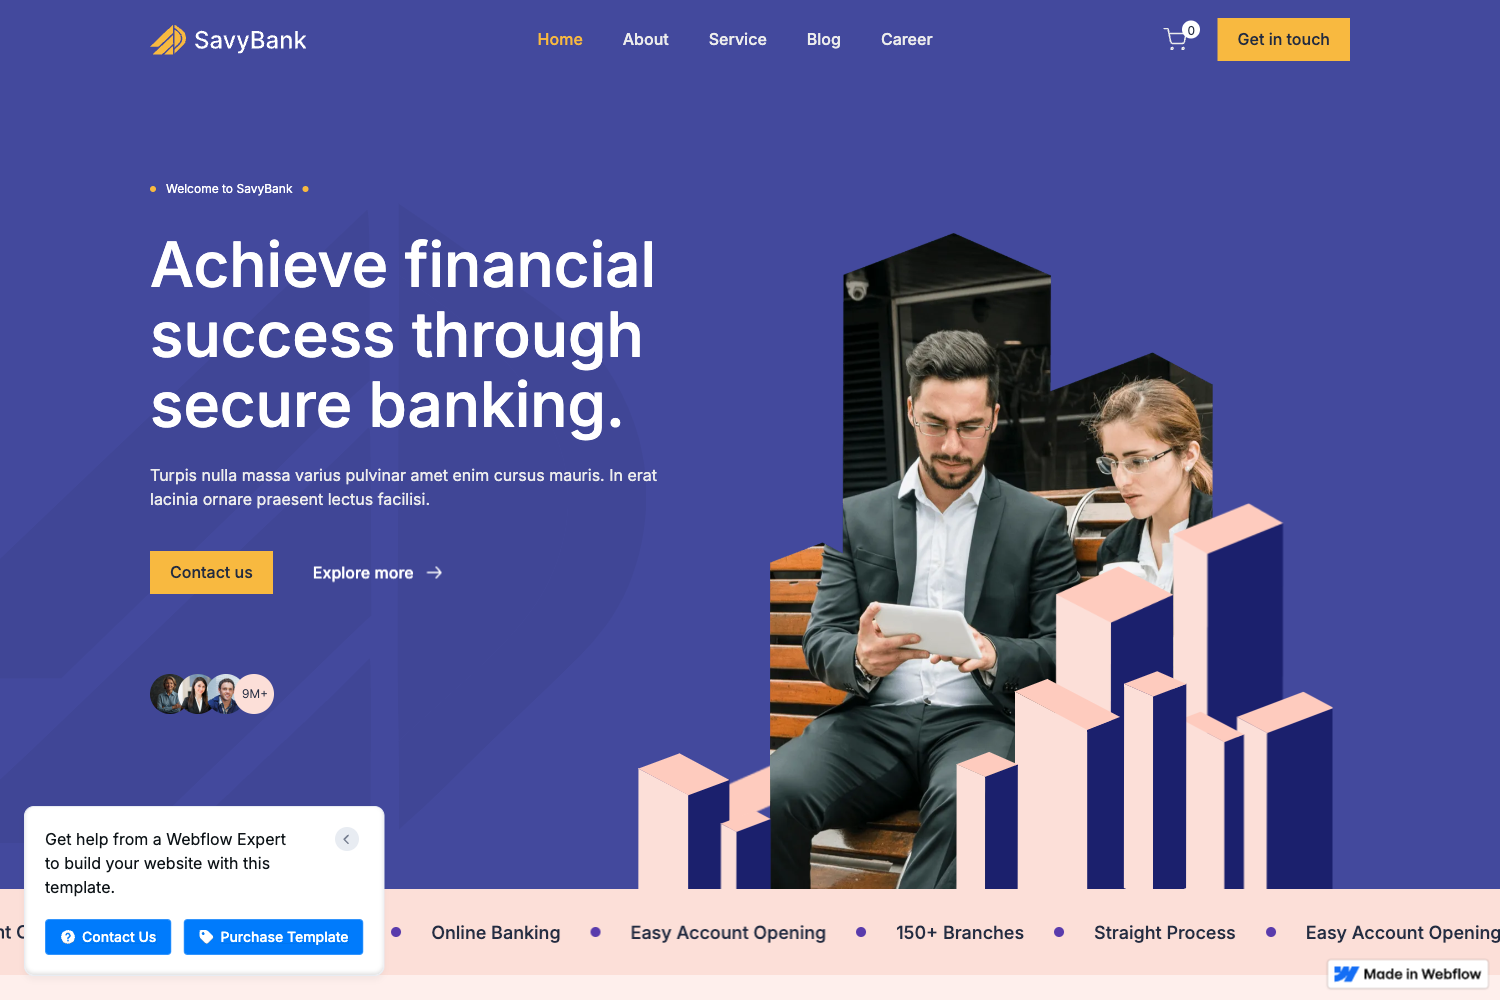 SavyBank
Home
About
Service
Blog
Career
0
Get in touch
Welcome to SavyBank
Achieve financial
success through
secure banking.
Turpis nulla massa varius pulvinar amet enim cursus mauris. In erat
lacinia ornare praesent lectus facilisi.
Contact us
Explore more
9M+
Get help from a Webflow Expert
to build your website with this
template.
Contact Us
Purchase Template
Online Banking
Easy Account Opening
150+ Branches
Straight Process
Easy Account Opening
Made in Webflow